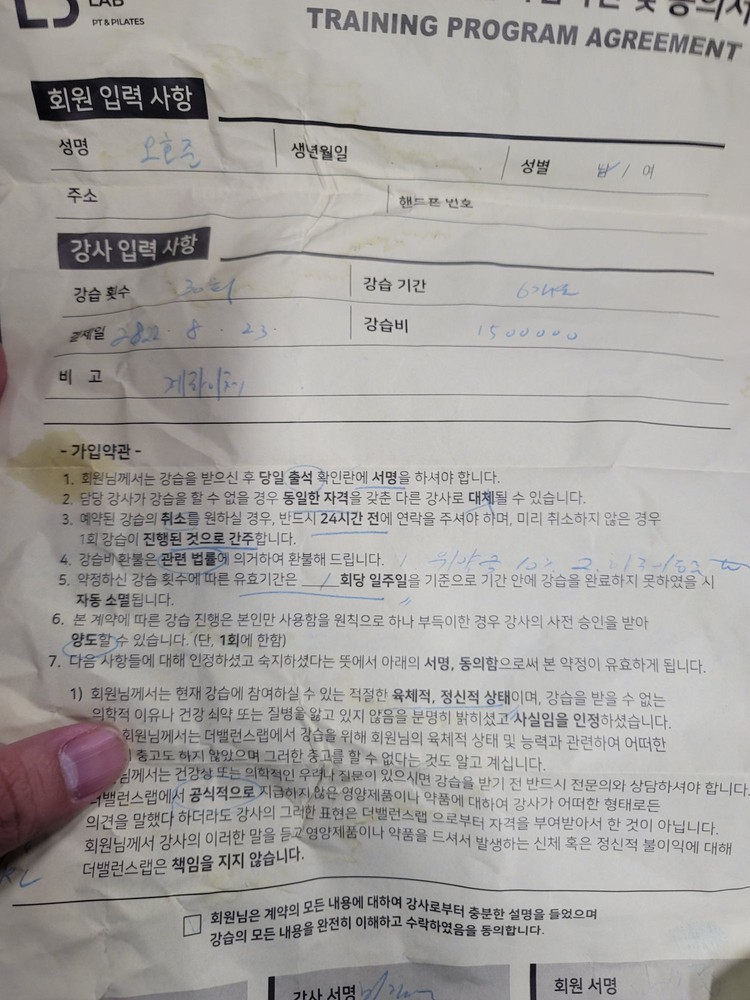 LAB
PT & PILATES
및 동의서
TRAINING PROGRAM AGREEMENT
회원 입력 사항
성명 오효준 생년월일 성별 남 / 여
주소 핸드폰 번호
강사 입력 사항
강습 횟수 30회 강습 기간 6개월
결제일 2022. 8. 23. 강습비 1500000
비 고 계좌이체
- 가입약관 -
1. 회원님께서는 강습을 받으신 후 당일 출석 확인란에 서명을 하셔야 합니다.
2. 담당 강사가 강습을 할 수 없을 경우 동일한 자격을 갖춘 다른 강사로 대체될 수 있습니다.
3. 예약된 강습의 취소를 원하실 경우, 반드시 24시간 전에 연락을 주셔야 하며, 미리 취소하지 않은 경우
1회 강습이 진행된 것으로 간주합니다.
4. 강습비 환불은 관련 법률에 의거하여 환불해 드립니다. 1 위약금 10% 2.
5. 약정하신 강습 횟수에 따른 유효기간은 1 회당 일주일을 기준으로 기간 안에 강습을 완료하지 못하였을 시
자동 소멸됩니다.
6. 본 계약에 따른 강습 진행은 본인만 사용함을 원칙으로 하나 부득이한 경우 강사의 사전 승인을 받아
양도할 수 있습니다. (단, 1회에 한함)
7. 다음 사항들에 대해 인정하셨고 숙지하셨다는 뜻에서 아래의 서명, 동의함으로써 본 약정이 유효하게 됩니다.
1) 회원님께서는 현재 강습에 참여하실 수 있는 적절한 육체적, 정신적 상태이며, 강습을 받을 수 없는
의학적 이유나 건강 쇠약 또는 질병을 앓고 있지 않음을 분명히 밝히셨고 사실임을 인정하셨습니다.
회원님께서는 더밸런스랩에서 강습을 위해 회원님의 육체적 상태 및 능력과 관련하여 어떠한
충고도 하지 않았으며 그러한 충고를 할 수 없다는 것도 알고 계십니다.
님께서는 건강상 또는 의학적인 우려나 질문이 있으시면 강습을 받기 전 반드시 전문의와 상담하셔야 합니다.
더밸런스랩에서 공식적으로 지급하지 않은 영양제품이나 약품에 대하여 강사가 어떠한 형태로든
의견을 말했다 하더라도 강사의 그러한 표현은 더밸런스랩 으로부터 자격을 부여받아서 한 것이 아닙니다.
회원님께서 강사의 이러한 말을 듣고 영양제품이나 약품을 드셔서 발생하는 신체 혹은 정신적 불이익에 대해
더밸런스랩은 책임을 지지 않습니다.
회원님은 계약의 모든 내용에 대하여 강사로부터 충분한 설명을 들었으며
강습의 모든 내용을 완전히 이해하고 수락하였음을 동의합니다.
강사 서명 회원 서명